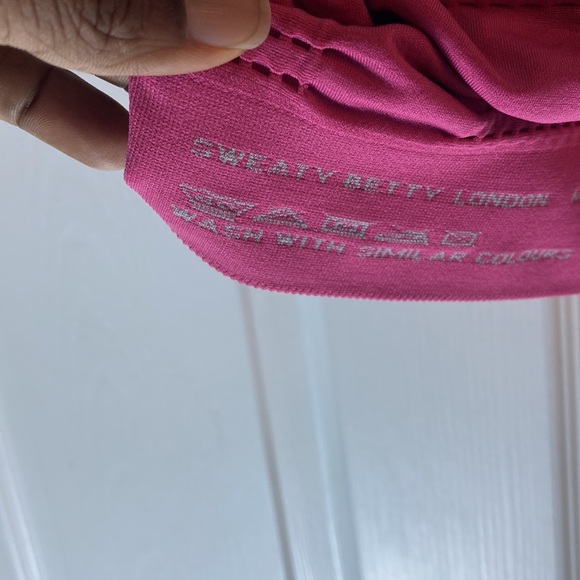 SWEATY BETTY LONDON
WASH WITH SIMILAR COLOURS